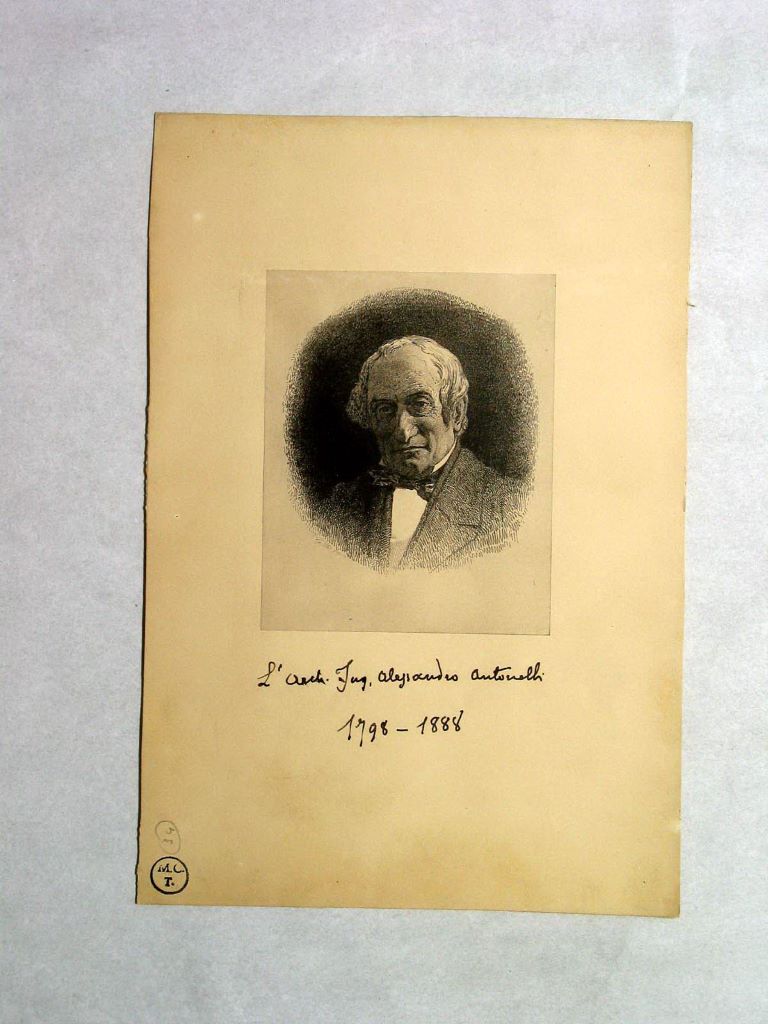 L' Arch. Ing. Alessandro Antonelli
1798 - 1888
M.C.
T.